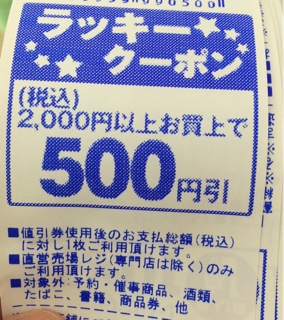 ラッキー
クーポン
(税込)
2,000円以上お買上で
500円引
■値引券使用後のお支払総額(税込)
に対し1枚ご利用頂けます。
■直営売場レジ(専門店は除く)のみ
ご利用頂けます。
■対象外:予約・催事商品、酒類、
たばこ、書籍、商品券、他